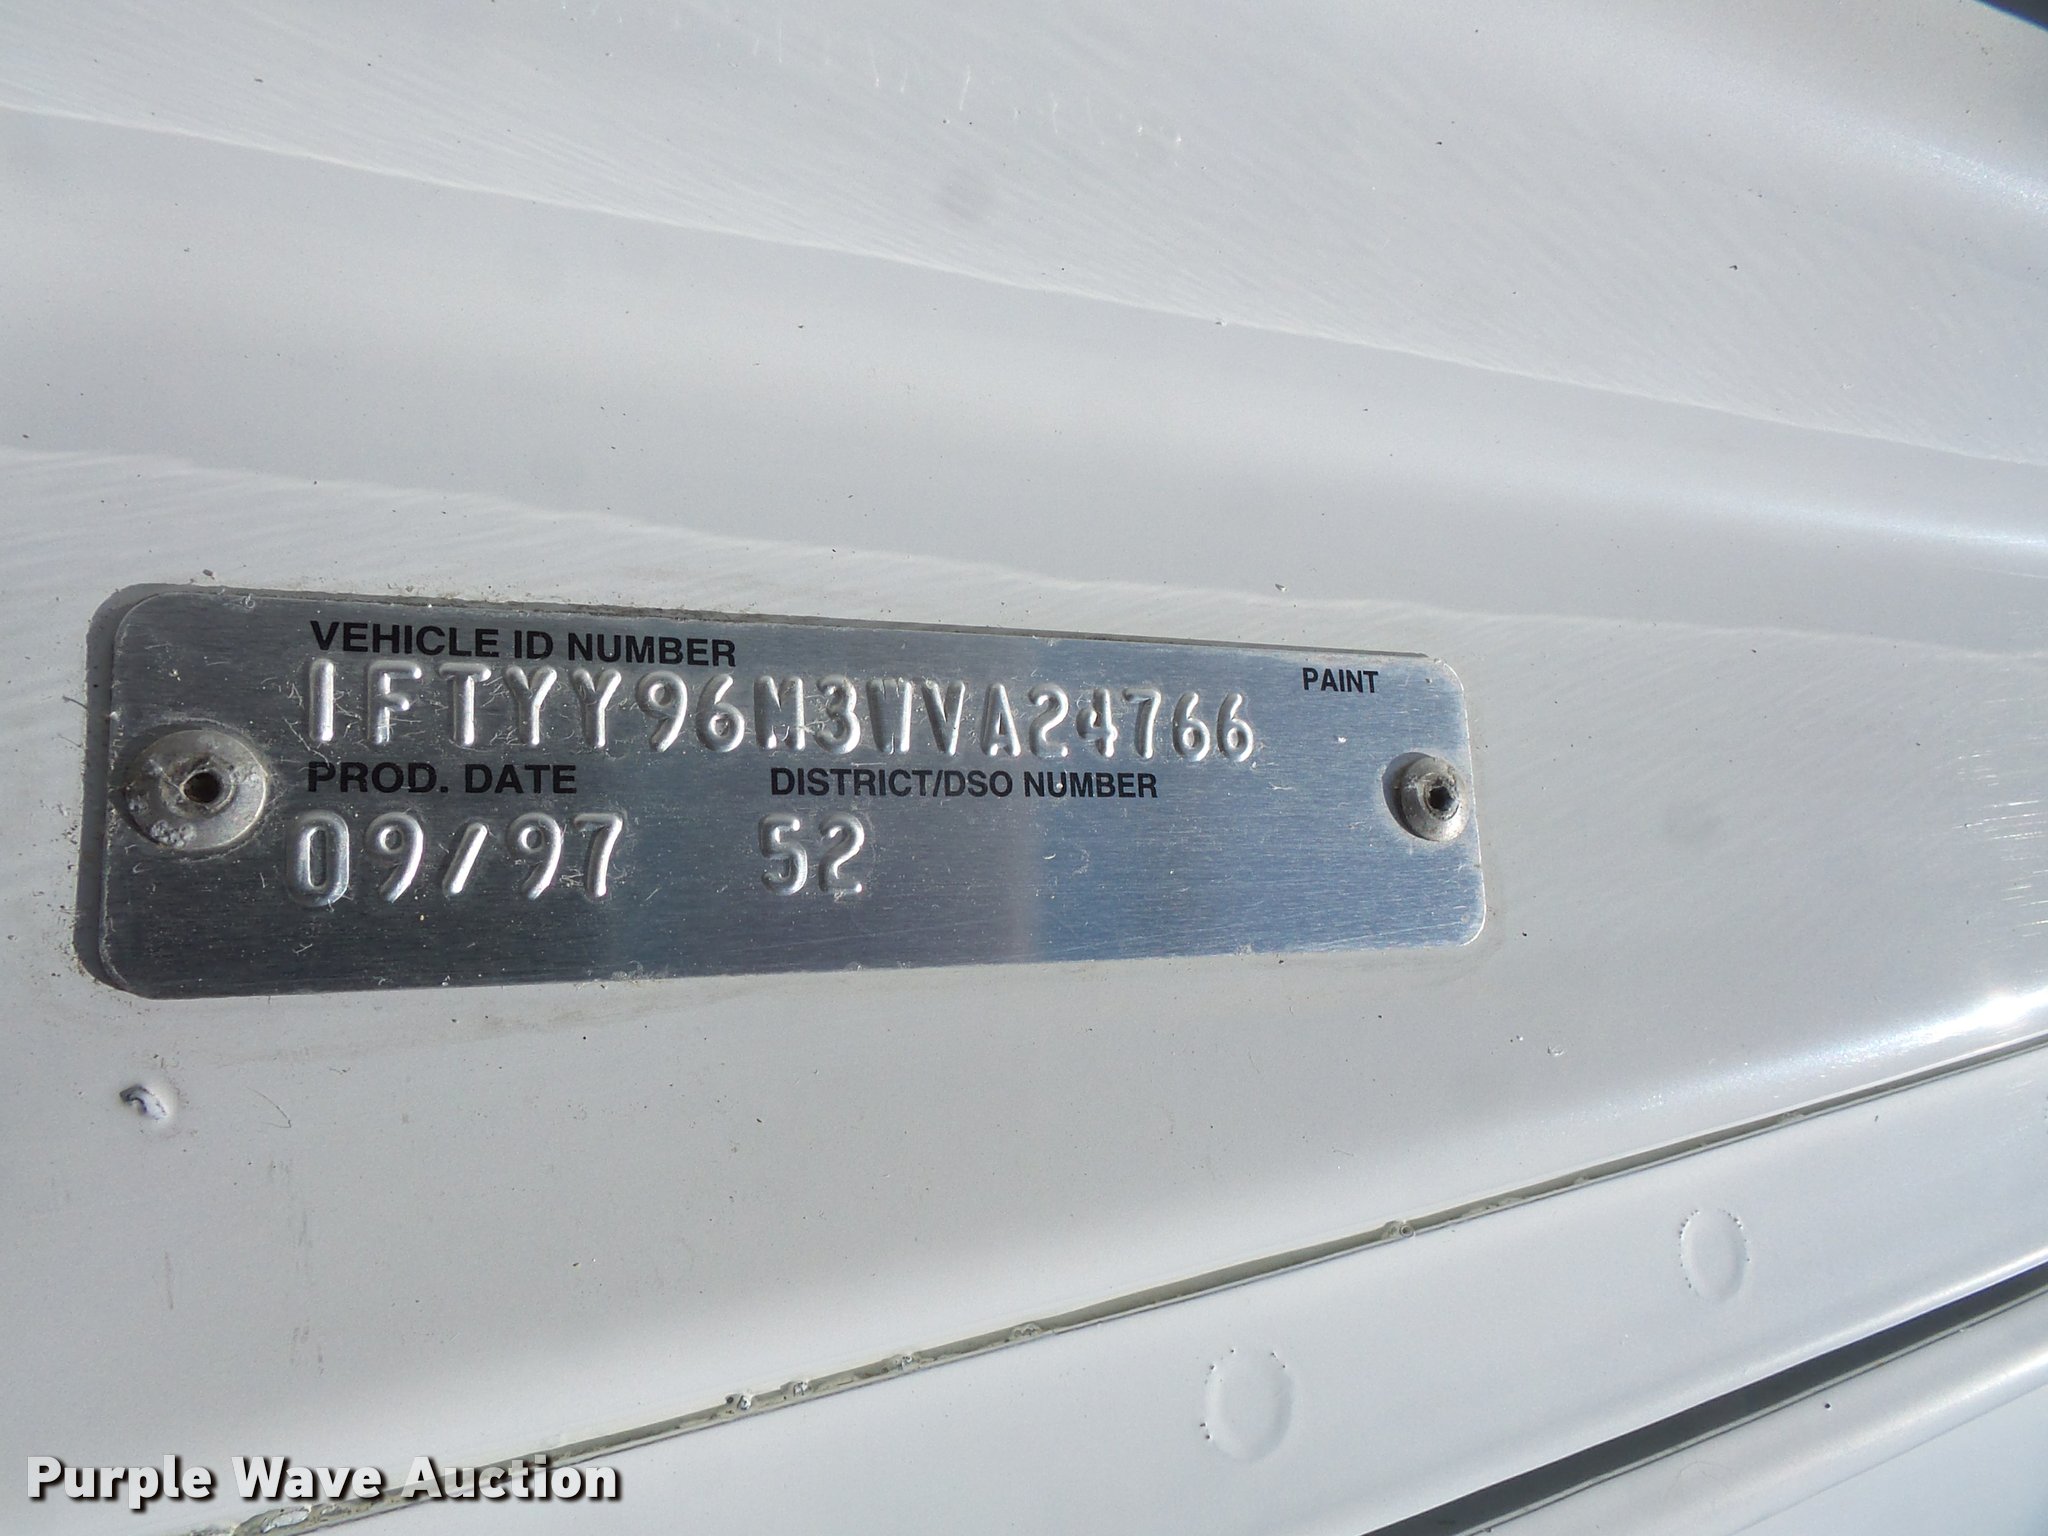 VEHICLE ID NUMBER
1FTYY96M3WVA24766
PAINT
PROD. DATE
DISTRICT/DSO NUMBER
09/97
52
Purple Wave Auction